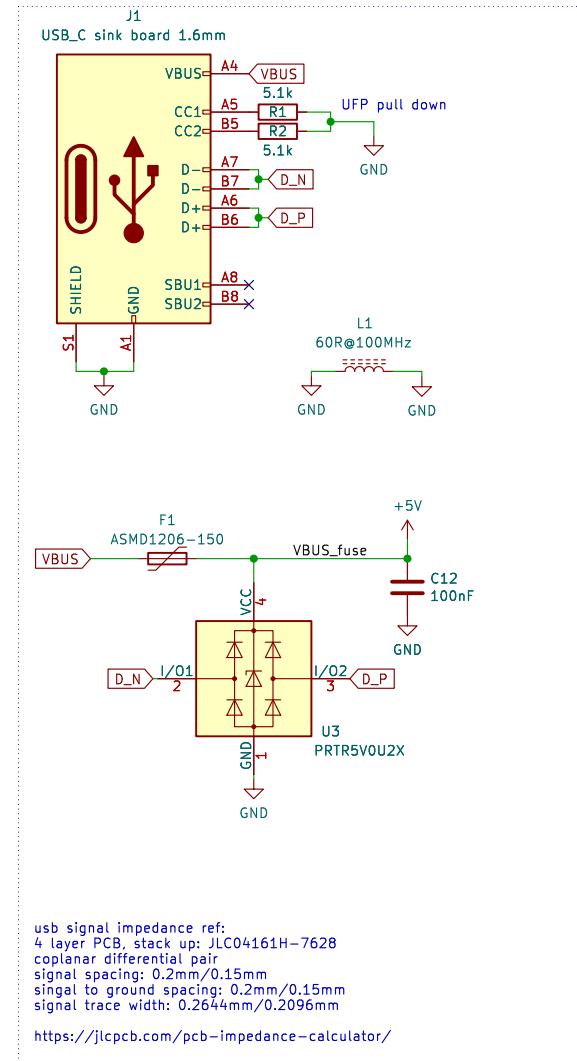 J1
USB_C sink board 1.6mm
VBUS
A4
VBUS
5.1k
CC1
A5
R1
UFP pull down
CC2
B5
R2
5.1k
GND
D-
A7
D-
B7
D_N
D+
A6
D+
B6
D_P
SBU1
A8
SBU2
B8
SHIELD
GND
S1
A1
GND
L1
60R@100MHz
GND
GND
+5V
F1
ASMD1206-150
VBUS
VBUS_fuse
C12
100nF
GND
VCC
4
D_N
I/O1
2
I/O2
3
D_P
U3
PRTR5V0U2X
GND
1
GND
usb signal impedance ref:
4 layer PCB, stack up: JLC04161H-7628
coplanar differential pair
signal spacing: 0.2mm/0.15mm
singal to ground spacing: 0.2mm/0.15mm
signal trace width: 0.2644mm/0.2096mm
https://jlcpcb.com/pcb-impedance-calculator/